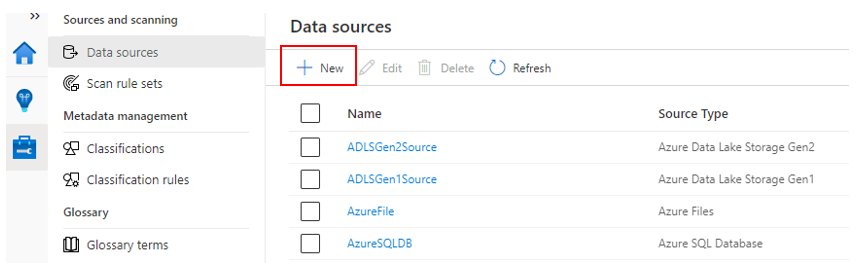 Sources and scanning
Data sources
Scan rule sets
Metadata management
Classifications
Classification rules
Glossary
Glossary terms
Data sources
New Edit Delete Refresh
Name Source Type
ADLSGen2Source Azure Data Lake Storage Gen2
ADLSGen1Source Azure Data Lake Storage Gen1
AzureFile Azure Files
AzureSQLDB Azure SQL Database